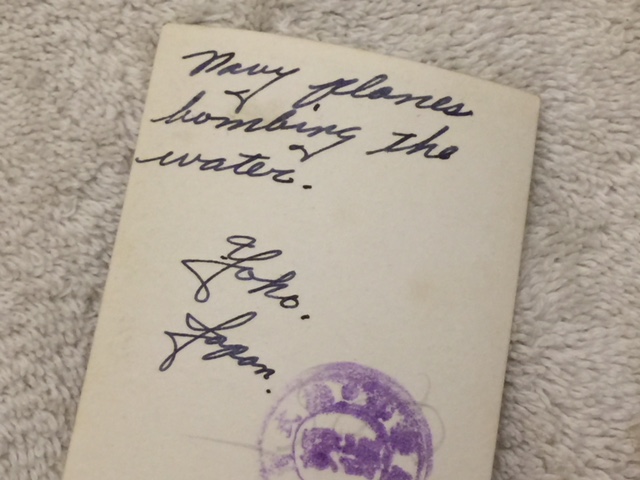 Navy planes
bombing the
water.
Yoko.
Japan.